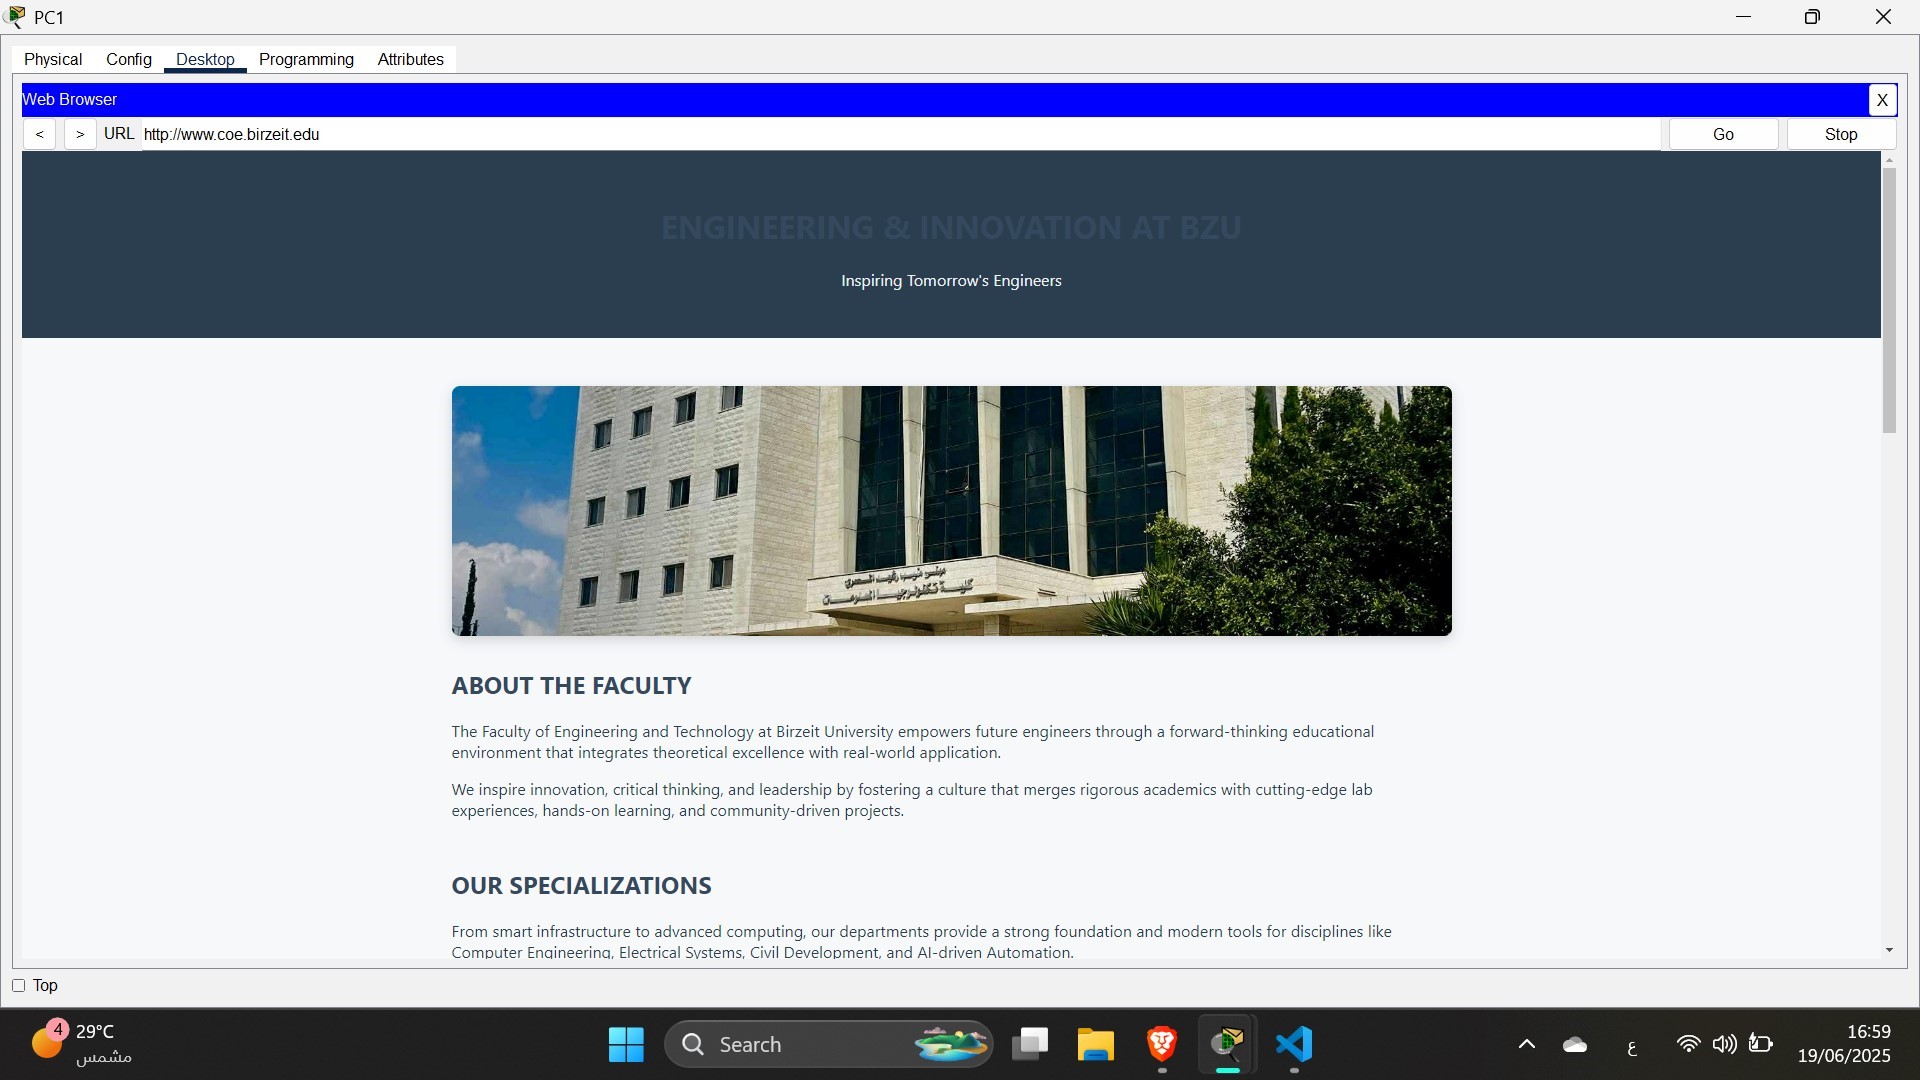 PC1
Physical Config Desktop Programming Attributes
Web Browser
X
< > URL http://www.coe.birzeit.edu Go Stop
ENGINEERING & INNOVATION AT BZU
Inspiring Tomorrow's Engineers
كلية تكنولوجيا المعلومات
ABOUT THE FACULTY
The Faculty of Engineering and Technology at Birzeit University empowers future engineers through a forward-thinking educational
environment that integrates theoretical excellence with real-world application.
We inspire innovation, critical thinking, and leadership by fostering a culture that merges rigorous academics with cutting-edge lab
experiences, hands-on learning, and community-driven projects.
OUR SPECIALIZATIONS
From smart infrastructure to advanced computing, our departments provide a strong foundation and modern tools for disciplines like
Computer Engineering, Electrical Systems, Civil Development, and AI-driven Automation.
Top
4
29°C
مشمس
Search
ع
16:59
19/06/2025